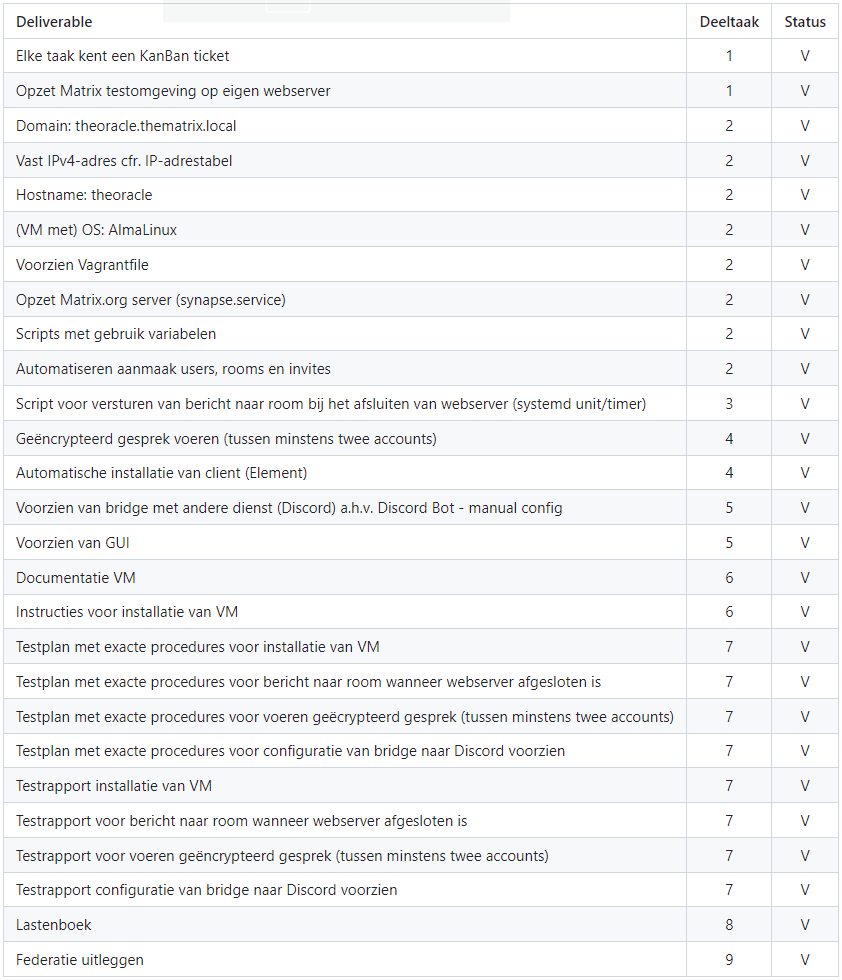 Deliverable Deeltaak Status
Elke taak kent een KanBan ticket 1 V
Opzet Matrix testomgeving op eigen webserver 1 V
Domain: theoracle.thematrix.local 2 V
Vast IPv4-adres cfr. IP-adrestabel 2 V
Hostname: theoracle 2 V
(VM met) OS: AlmaLinux 2 V
Voorzien Vagrantfile 2 V
Opzet Matrix.org server (synapse.service) 2 V
Scripts met gebruik variabelen 2 V
Automatiseren aanmaak users, rooms en invites 2 V
Script voor versturen van bericht naar room bij het afsluiten van webserver (systemd unit/timer) 3 V
Geëncrypteerd gesprek voeren (tussen minstens twee accounts) 4 V
Automatische installatie van client (Element) 4 V
Voorzien van bridge met andere dienst (Discord) a.h.v. Discord Bot - manual config 5 V
Voorzien van GUI 5 V
Documentatie VM 6 V
Instructies voor installatie van VM 6 V
Testplan met exacte procedures voor installatie van VM 7 V
Testplan met exacte procedures voor bericht naar room wanneer webserver afgesloten is 7 V
Testplan met exacte procedures voor voeren geëcrypteerd gesprek (tussen minstens twee accounts) 7 V
Testplan met exacte procedures voor configuratie van bridge naar Discord voorzien 7 V
Testrapport installatie van VM 7 V
Testrapport voor bericht naar room wanneer webserver afgesloten is 7 V
Testrapport voor voeren geëncrypteerd gesprek (tussen minstens twee accounts) 7 V
Testrapport configuratie van bridge naar Discord voorzien 7 V
Lastenboek 8 V
Federatie uitleggen 9 V